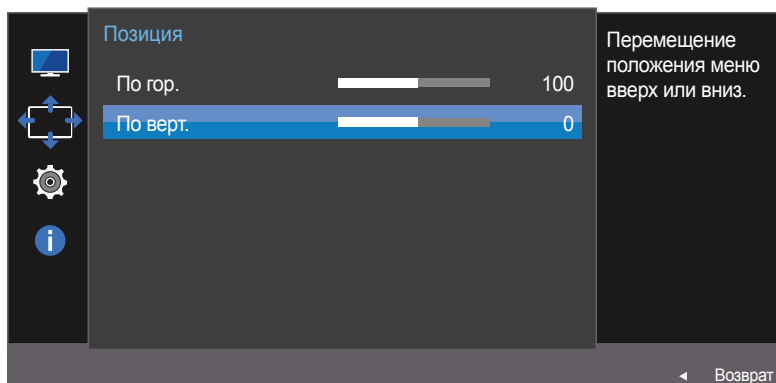 Позиция
По гор. 100
По верт. 0
Перемещение
положения меню
вверх или вниз.
Возврат